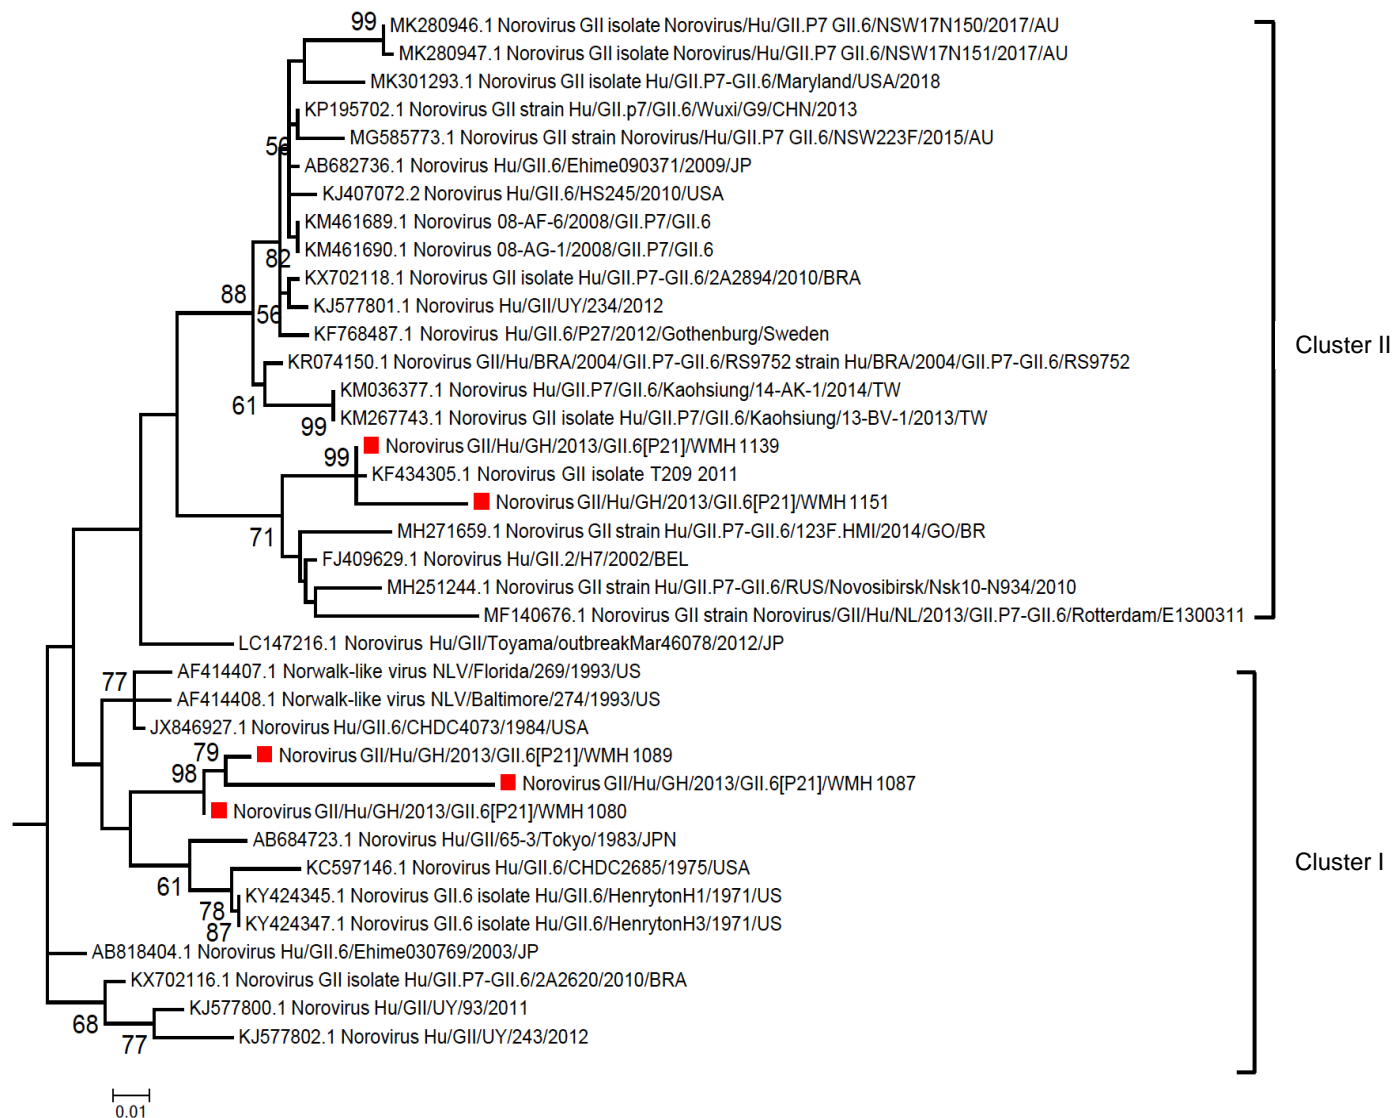 99
MK280946.1 Norovirus GII isolate Norovirus/Hu/GII.P7 GII.6/NSW17N150/2017/AU
MK280947.1 Norovirus GII isolate Norovirus/Hu/GII.P7 GII.6/NSW17N151/2017/AU
MK301293.1 Norovirus GII isolate Hu/GII.P7-GII.6/Maryland/USA/2018
KP195702.1 Norovirus GII strain Hu/GII.p7/GII.6/Wuxi/G9/CHN/2013
MG585773.1 Norovirus GII strain Norovirus/Hu/GII.P7 GII.6/NSW223F/2015/AU
56
AB682736.1 Norovirus Hu/GII.6/Ehime090371/2009/JP
KJ407072.2 Norovirus Hu/GII.6/HS245/2010/USA
KM461689.1 Norovirus 08-AF-6/2008/GII.P7/GII.6
KM461690.1 Norovirus 08-AG-1/2008/GII.P7/GII.6
82
KX702118.1 Norovirus GII isolate Hu/GII.P7-GII.6/2A2894/2010/BRA
88
KJ577801.1 Norovirus Hu/GII/UY/234/2012
56
KF768487.1 Norovirus Hu/GII.6/P27/2012/Gothenburg/Sweden
Cluster II
KR074150.1 Norovirus GII/Hu/BRA/2004/GII.P7-GII.6/RS9752 strain Hu/BRA/2004/GII.P7-GII.6/RS9752
KM036377.1 Norovirus Hu/GII.P7/GII.6/Kaohsiung/14-AK-1/2014/TW
61
KM267743.1 Norovirus GII isolate Hu/GII.P7/GII.6/Kaohsiung/13-BV-1/2013/TW
99
Norovirus GII/Hu/GH/2013/GII.6[P21]/WMH 1139
99
KF434305.1 Norovirus GII isolate T209 2011
Norovirus GII/Hu/GH/2013/GII.6[P21]/WMH 1151
71
MH271659.1 Norovirus GII strain Hu/GII.P7-GII.6/123F.HMI/2014/GO/BR
FJ409629.1 Norovirus Hu/GII.2/H7/2002/BEL
MH251244.1 Norovirus GII strain Hu/GII.P7-GII.6/RUS/Novosibirsk/Nsk10-N934/2010
MF140676.1 Norovirus GII strain Norovirus/GII/Hu/NL/2013/GII.P7-GII.6/Rotterdam/E1300311
LC147216.1 Norovirus Hu/GII/Toyama/outbreakMar46078/2012/JP
AF414407.1 Norwalk-like virus NLV/Florida/269/1993/US
77
AF414408.1 Norwalk-like virus NLV/Baltimore/274/1993/US
JX846927.1 Norovirus Hu/GII.6/CHDC4073/1984/USA
79
Norovirus GII/Hu/GH/2013/GII.6[P21]/WMH 1089
98
Norovirus GII/Hu/GH/2013/GII.6[P21]/WMH 1087
Norovirus GII/Hu/GH/2013/GII.6[P21]/WMH 1080
AB684723.1 Norovirus Hu/GII/65-3/Tokyo/1983/JPN
Cluster I
KC597146.1 Norovirus Hu/GII.6/CHDC2685/1975/USA
61
KY424345.1 Norovirus GII.6 isolate Hu/GII.6/HenrytonH1/1971/US
78
KY424347.1 Norovirus GII.6 isolate Hu/GII.6/HenrytonH3/1971/US
87
AB818404.1 Norovirus Hu/GII.6/Ehime030769/2003/JP
KX702116.1 Norovirus GII isolate Hu/GII.P7-GII.6/2A2620/2010/BRA
KJ577800.1 Norovirus Hu/GII/UY/93/2011
68
KJ577802.1 Norovirus Hu/GII/UY/243/2012
77
0.01